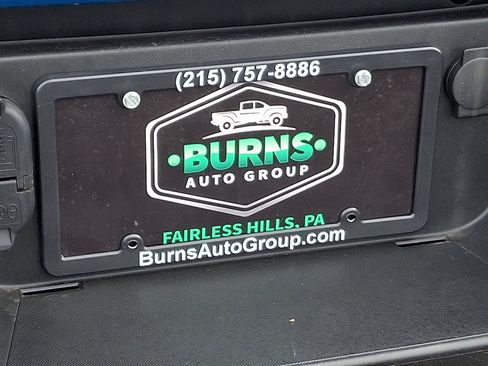 (215) 757-8886
•BURNS•
AUTO GROUP
FAIRLESS HILLS, PA
BurnsAutoGroup.com